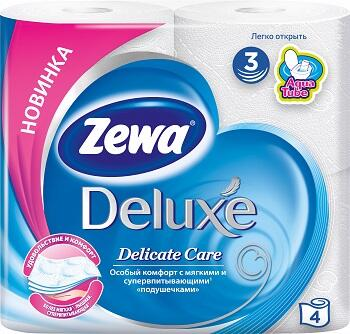 Легко открыть
НОВИНКА
3
Aqua
Tube
Zewa
Deluxe
Delicate Care
Особый комфорт с мягкими и
супервпитывающими
«подушечками»
УДОВОЛЬСТВИЕ И КОМФОРТ
4